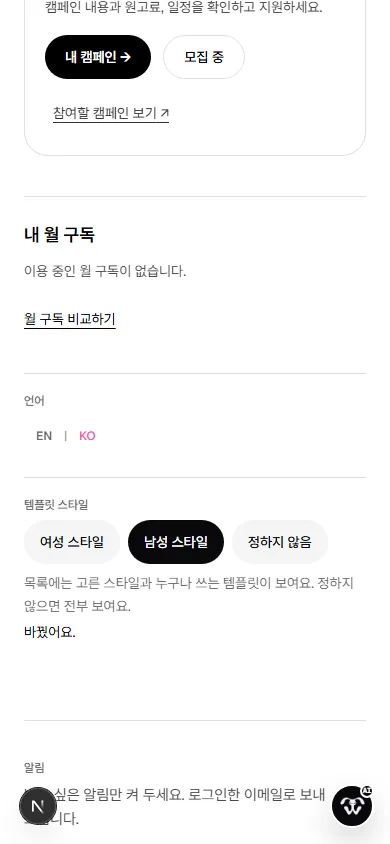 캠페인 내용과 원고료, 일정을 확인하고 지원하세요.
내 캠페인 →
모집 중
참여할 캠페인 보기 ↗
내 월 구독
이용 중인 월 구독이 없습니다.
월 구독 비교하기
언어
EN | KO
템플릿 스타일
여성 스타일
남성 스타일
정하지 않음
목록에는 고른 스타일과 누구나 쓰는 템플릿이 보여요. 정하지
않으면 전부 보여요.
바꿨어요.
알림
싶은 알림만 켜 두세요. 로그인한 이메일로 보내
니다.
N
AI